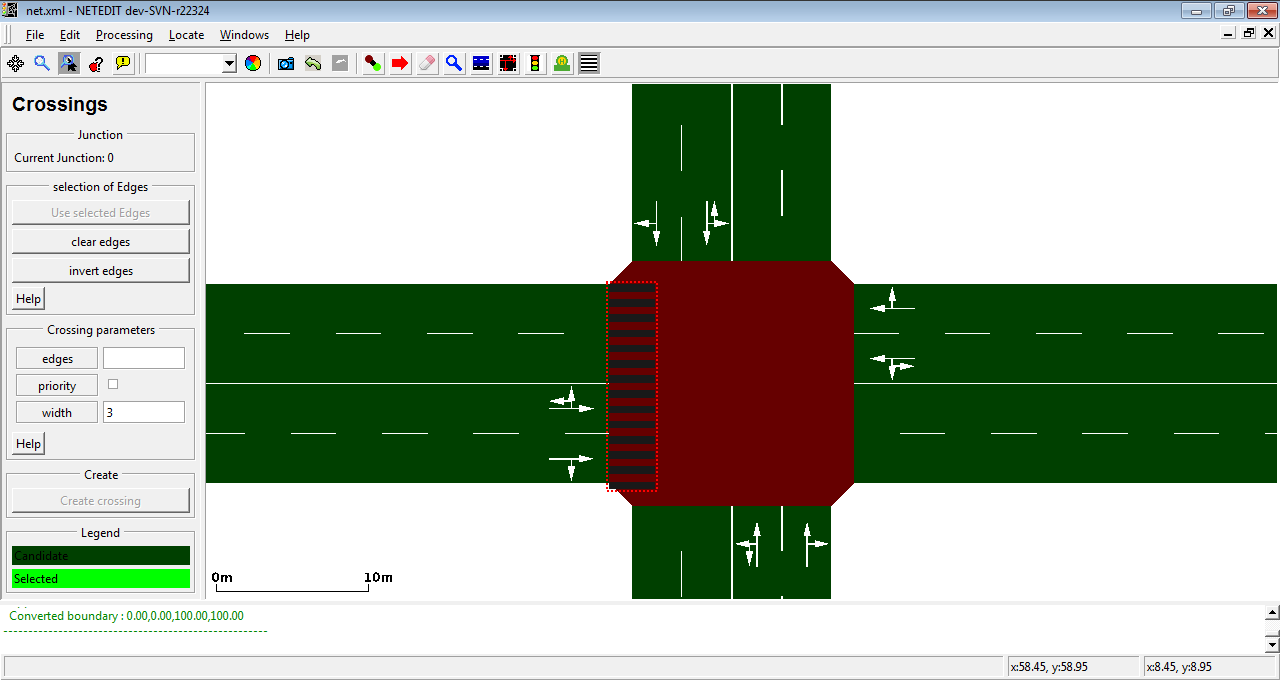 net.xml - NETEDIT dev-SVN-r22324
File Edit Processing Locate Windows Help
Crossings
Junction
Current Junction: 0
selection of Edges
Use selected Edges
clear edges
invert edges
Help
Crossing parameters
edges
priority
width 3
Help
Create
Create crossing
Legend
Candidate
Selected
0m 10m
Converted boundary : 0.00,0.00,100.00,100.00
-----------------------------------------------------
x:58.45, y:58.95 x:8.45, y:8.95